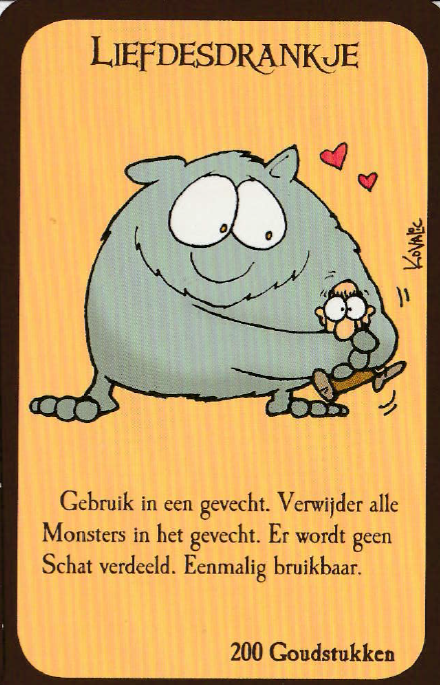 LIEFDESDRANKJE
KOVALIC
Gebruik in een gevecht. Verwijder alle
Monsters in het gevecht. Er wordt geen
Schat verdeeld. Eenmalig bruikbaar.
200 Goudstukken